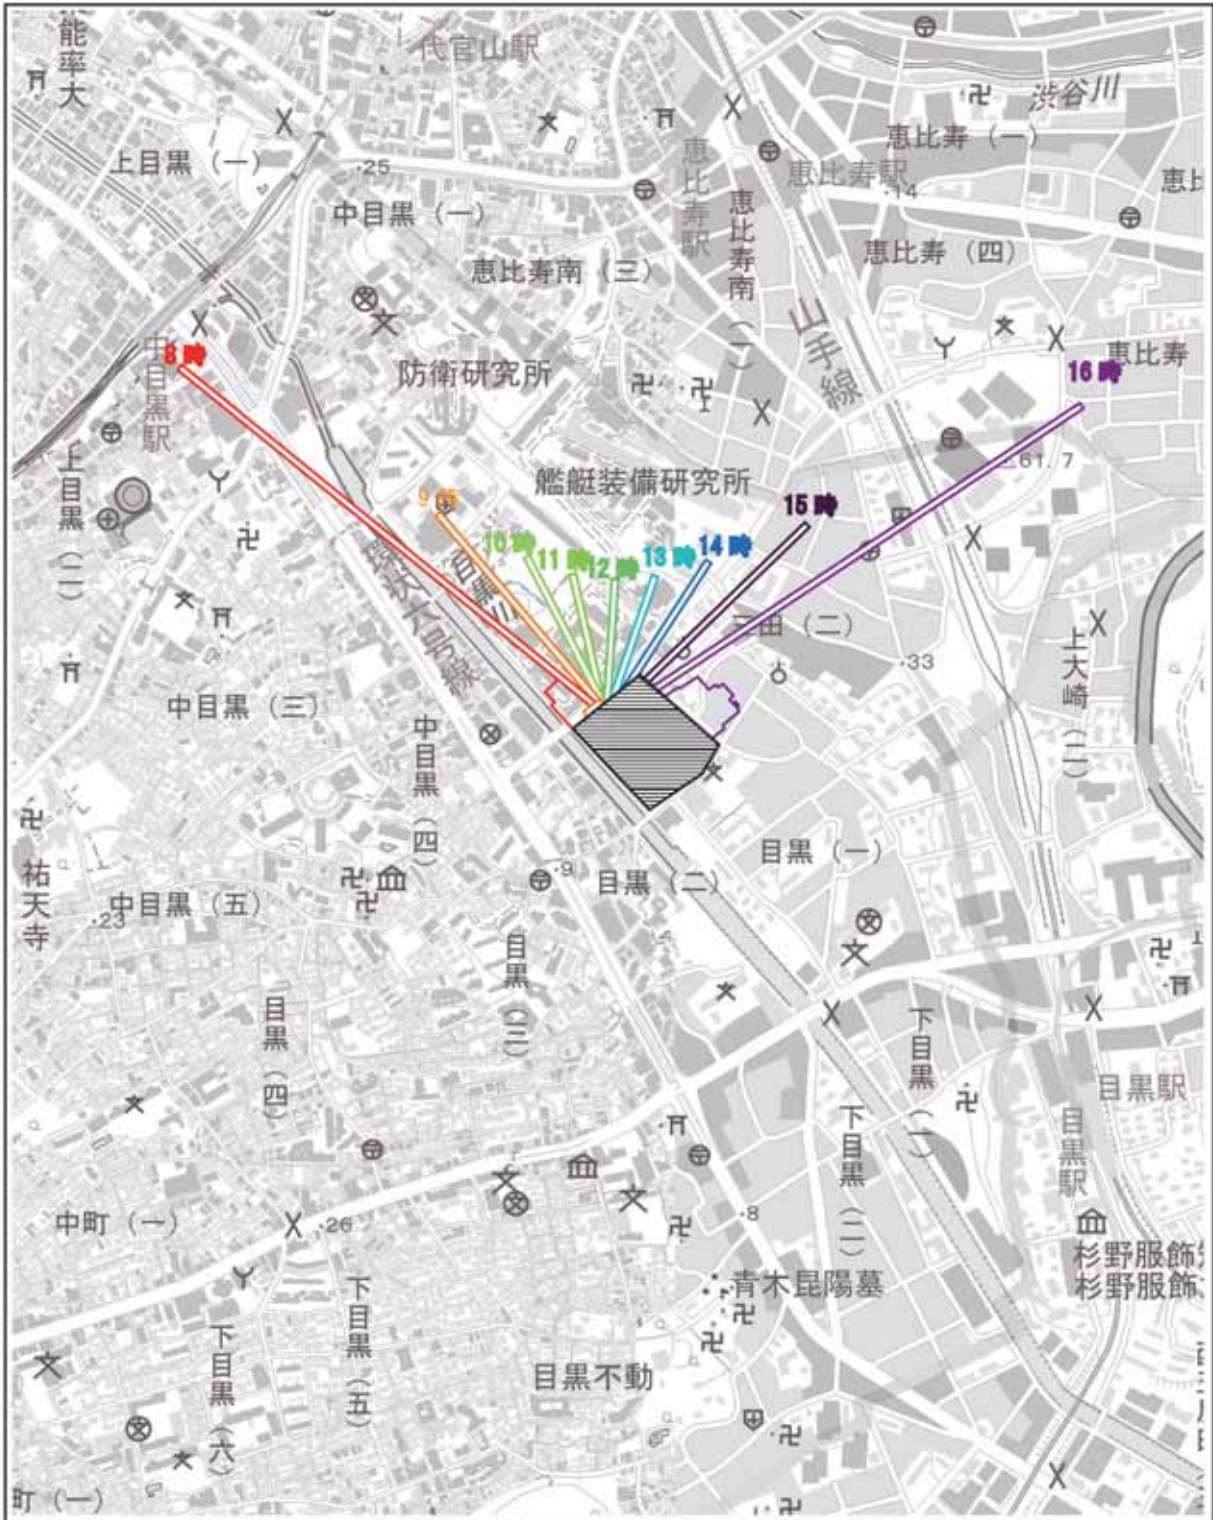 能率大
代官山駅
渋谷川
上目黒（一）
・25
恵比寿（一）
恵比寿駅
恵比寿駅
・14
中目黒（一）
恵比寿南（三）
恵比寿南（一）
恵比寿（四）
山手線
中目黒駅
8時
防衛研究所
恵比寿
16時
上目黒（二）
61.7
艦艇装備研究所
9時
15時
10時
11時
12時
13時
14時
目黒川
環状六号線
三田（二）
・33
上大崎（二）
中目黒（三）
中目黒（四）
目黒（一）
・9
目黒（二）
祐天寺
・23
中目黒（五）
目黒（三）
目黒（四）
下目黒（一）
目黒駅
目黒駅
下目黒（二）
中町（一）
・26
・8
杉野服飾
杉野服飾
青木昆陽墓
下目黒（五）
下目黒（六）
目黒不動
町（一）